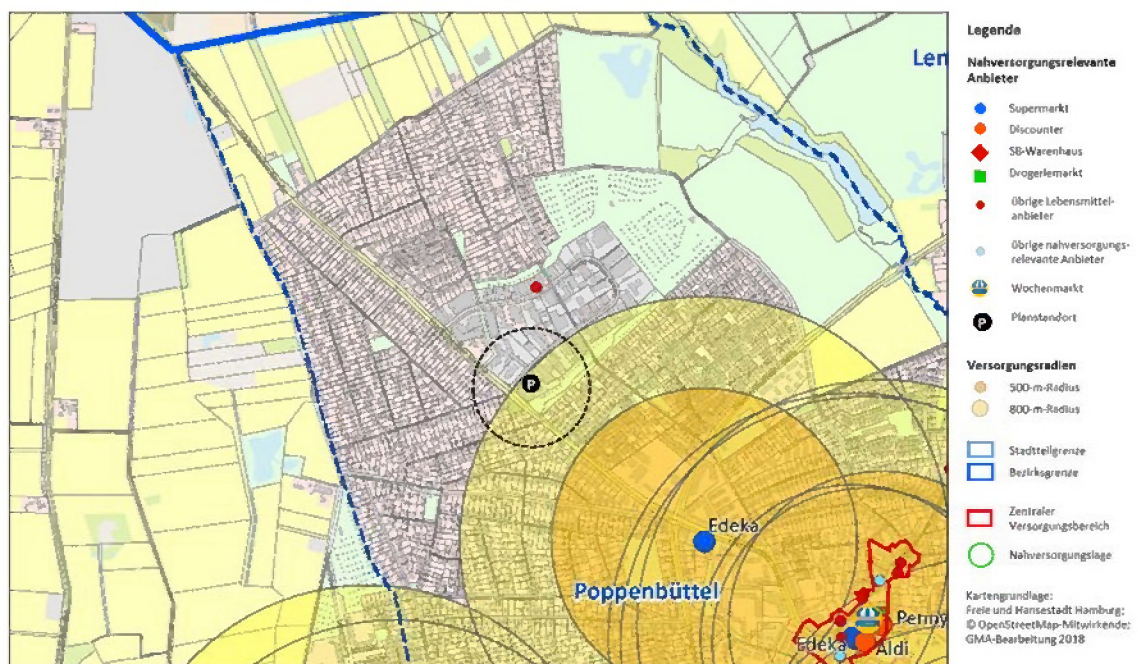 Len
P
Edeka
Poppenbüttel
Penny
Edeka
Aldi
Legende
Nahversorgungsrelevante
Anbieter
Supermarkt
Discounter
SB-Warenhaus
Drogeriemarkt
übrige Lebensmittel-
anbieter
übrige nahversorgungs-
relevante Anbieter
Wochenmarkt
P
Planstandort
Versorgungsradien
500-m-Radius
800-m-Radius
Stadtteilgrenze
Bezirksgrenze
Zentraler
Versorgungsbereich
Nahversorgungslage
Kartengrundlage:
Freie und Hansestadt Hamburg;
© OpenStreetMap-Mitwirkende;
GMA-Bearbeitung 2018